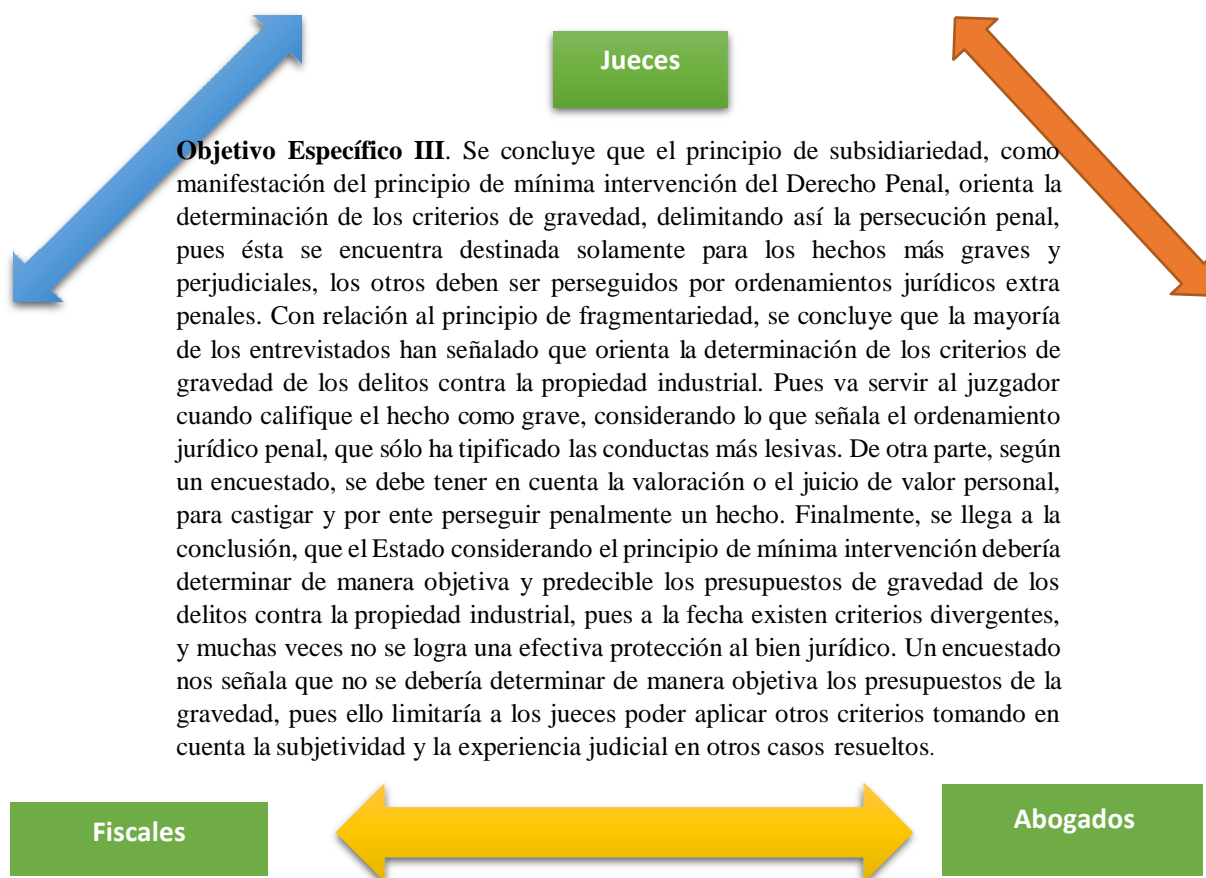 Jueces
Objetivo Específico III. Se concluye que el principio de subsidiariedad, como
manifestación del principio de mínima intervención del Derecho Penal, orienta la
determinación de los criterios de gravedad, delimitando así la persecución penal,
pues ésta se encuentra destinada solamente para los hechos más graves y
perjudiciales, los otros deben ser perseguidos por ordenamientos jurídicos extra
penales. Con relación al principio de fragmentariedad, se concluye que la mayoría
de los entrevistados han señalado que orienta la determinación de los criterios de
gravedad de los delitos contra la propiedad industrial. Pues va servir al juzgador
cuando califique el hecho como grave, considerando lo que señala el ordenamiento
jurídico penal, que sólo ha tipificado las conductas más lesivas. De otra parte, según
un encuestado, se debe tener en cuenta la valoración o el juicio de valor personal,
para castigar y por ente perseguir penalmente un hecho. Finalmente, se llega a la
conclusión, que el Estado considerando el principio de mínima intervención debería
determinar de manera objetiva y predecible los presupuestos de gravedad de los
delitos contra la propiedad industrial, pues a la fecha existen criterios divergentes,
y muchas veces no se logra una efectiva protección al bien jurídico. Un encuestado
nos señala que no se debería determinar de manera objetiva los presupuestos de la
gravedad, pues ello limitaría a los jueces poder aplicar otros criterios tomando en
cuenta la subjetividad y la experiencia judicial en otros casos resueltos.
Fiscales
Abogados